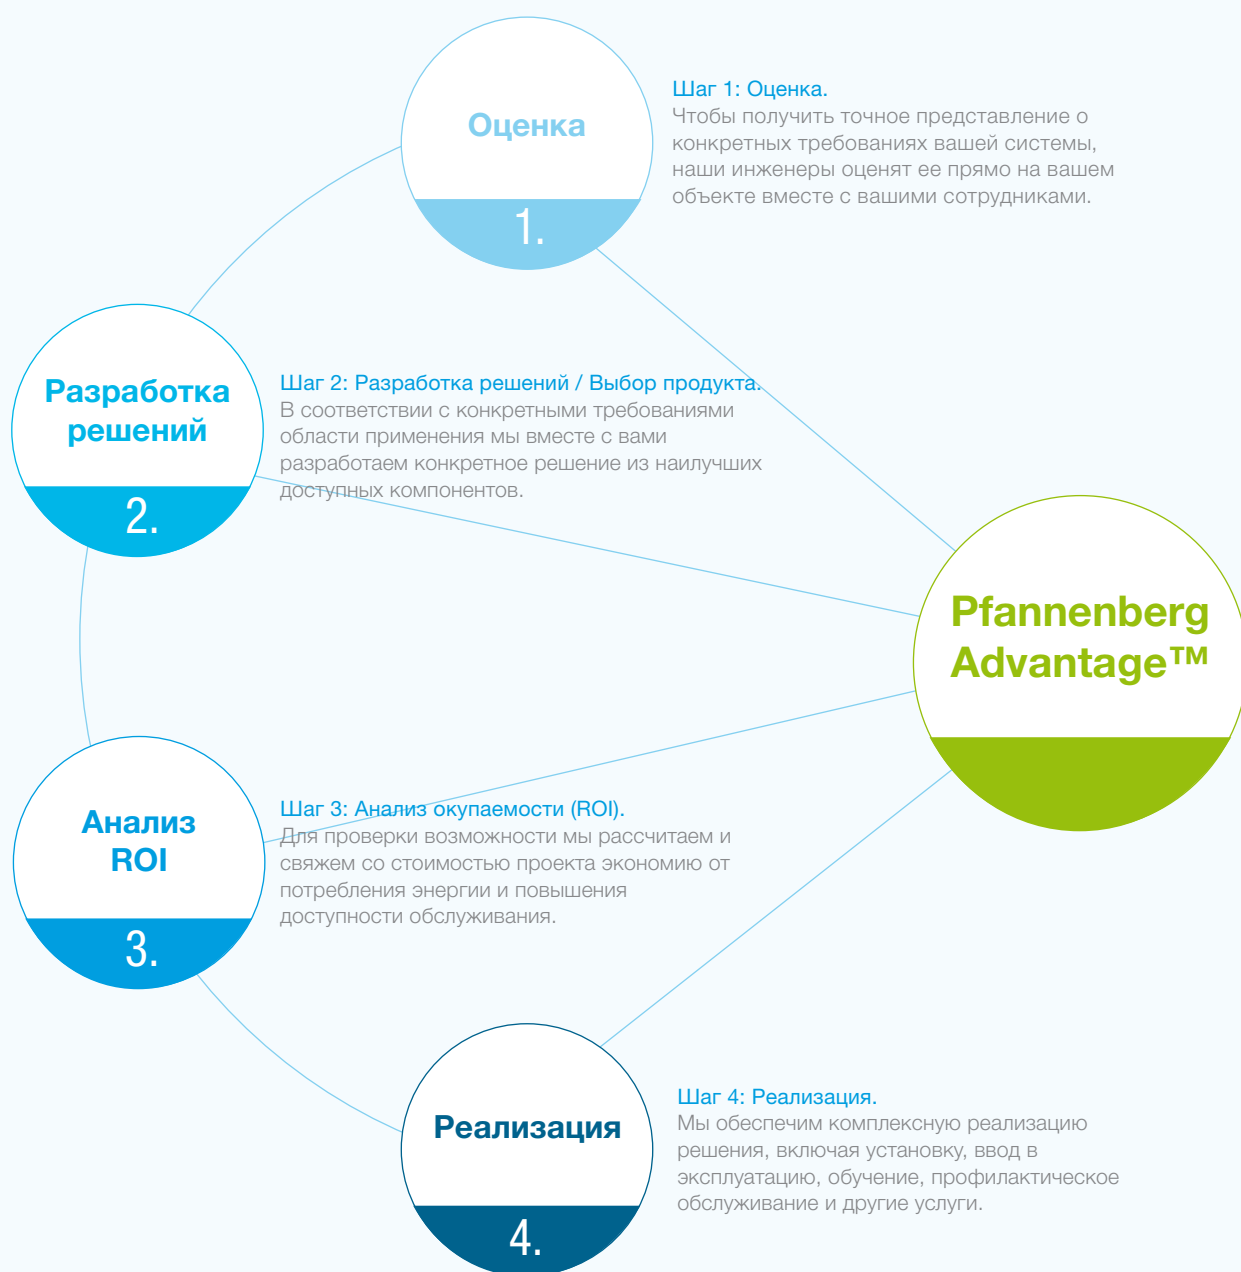 Оценка
1.
Шаг 1: Оценка.
Чтобы получить точное представление о
конкретных требованиях вашей системы,
наши инженеры оценят ее прямо на вашем
объекте вместе с вашими сотрудниками.
Разработка
решений
2.
Шаг 2: Разработка решений / Выбор продукта.
В соответствии с конкретными требованиями
области применения мы вместе с вами
разработаем конкретное решение из наилучших
доступных компонентов.
Pfannenberg
Advantage™
Анализ
ROI
3.
Шаг 3: Анализ окупаемости (ROI).
Для проверки возможности мы рассчитаем и
свяжем со стоимостью проекта экономию от
потребления энергии и повышения
доступности обслуживания.
Реализация
4.
Шаг 4: Реализация.
Мы обеспечим комплексную реализацию
решения, включая установку, ввод в
эксплуатацию, обучение, профилактическое
обслуживание и другие услуги.